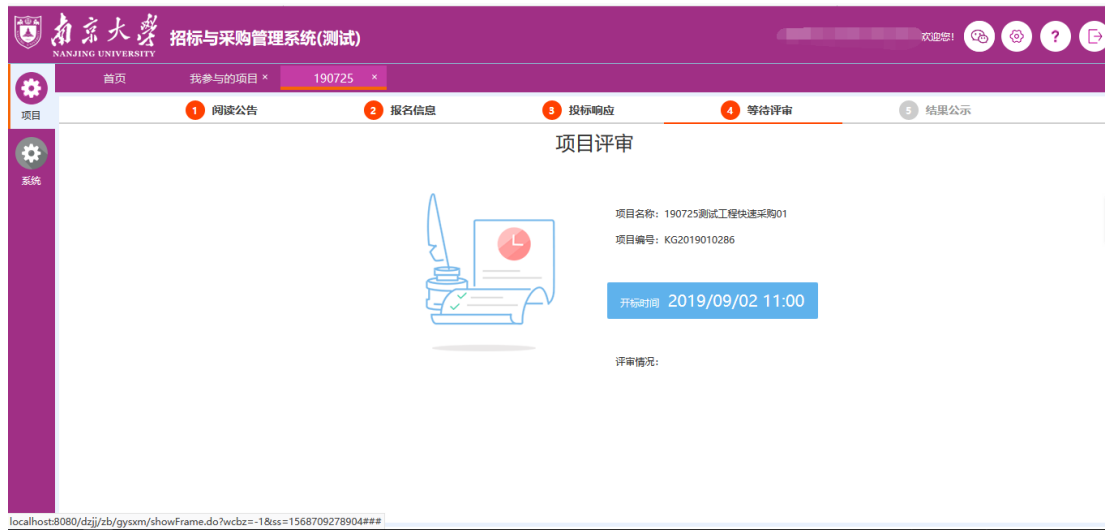 南京大学
NANJING UNIVERSITY
招标与采购管理系统(测试)
欢迎您!
?
首页 我参与的项目 × 190725 ×
项目
系统
1 阅读公告 2 报名信息 3 投标响应 4 等待评审 5 结果公示
项目评审
项目名称: 190725测试工程快速采购01
项目编号: KG2019010286
开标时间 2019/09/02 11:00
评审情况:
localhost:8080/dzjj/zb/gysxm/showFrame.do?wcbz=-1&ss=1568709278904###